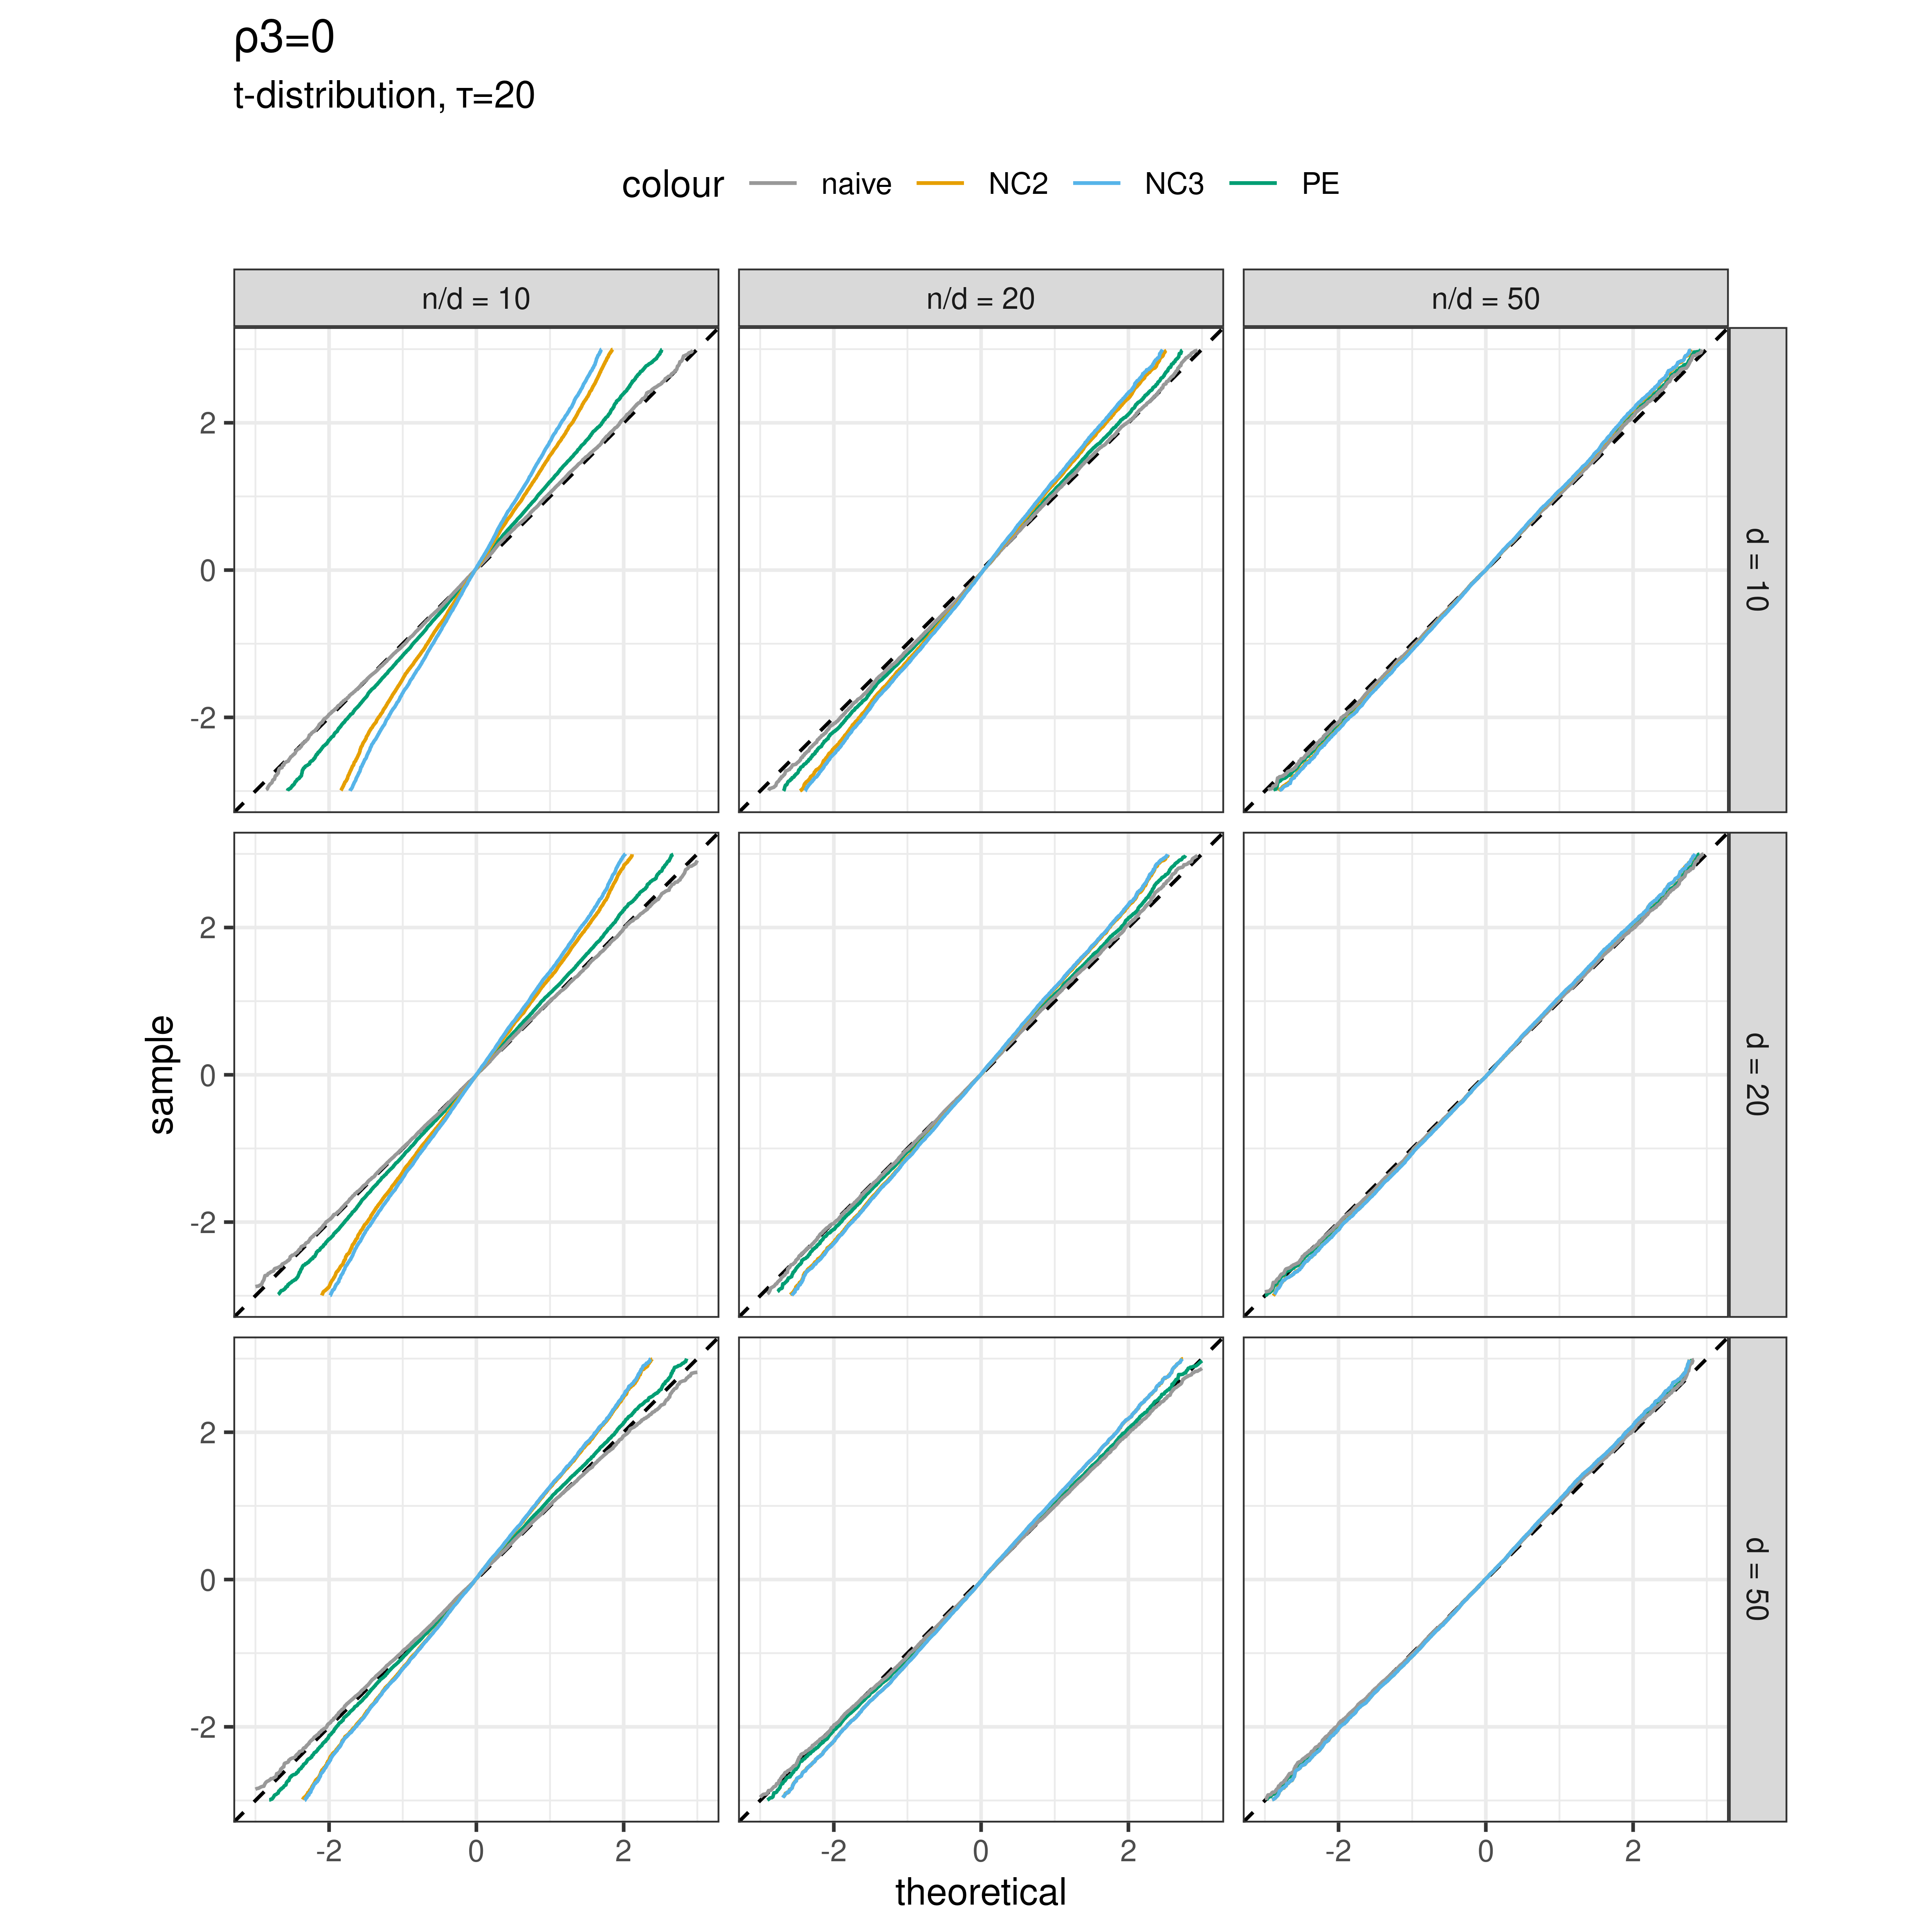 ρ3=0
t-distribution, τ=20
colour naive NC2 NC3 PE
n/d = 10 n/d = 20 n/d = 50
2
0
-2
d = 10
sample
2
0
-2
d = 20
2
0
-2
d = 50
-2 0 2 -2 0 2 -2 0 2
theoretical